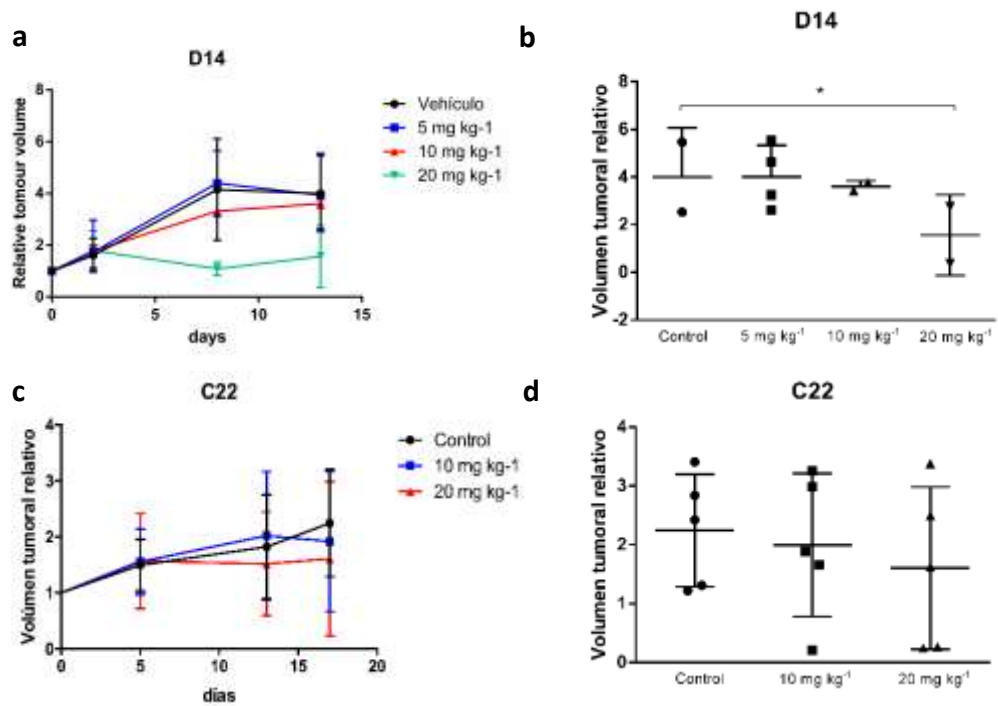 a
D14
Relative tomour volume
8
6
4
2
0
0 5 10 15
days
Vehículo
5 mg kg-1
10 mg kg-1
20 mg kg-1
b
D14
Volumen tumoral relativo
8
6
4
2
0
-2
*
Control 5 mg kg⁻¹ 10 mg kg⁻¹ 20 mg kg⁻¹
c
C22
Volúmen tumoral relativo
4
3
2
1
0
0 5 10 15 20
dias
Control
10 mg kg-1
20 mg kg-1
d
C22
Volumen tumoral relativo
4
3
2
1
0
Control 10 mg kg⁻¹ 20 mg kg⁻¹